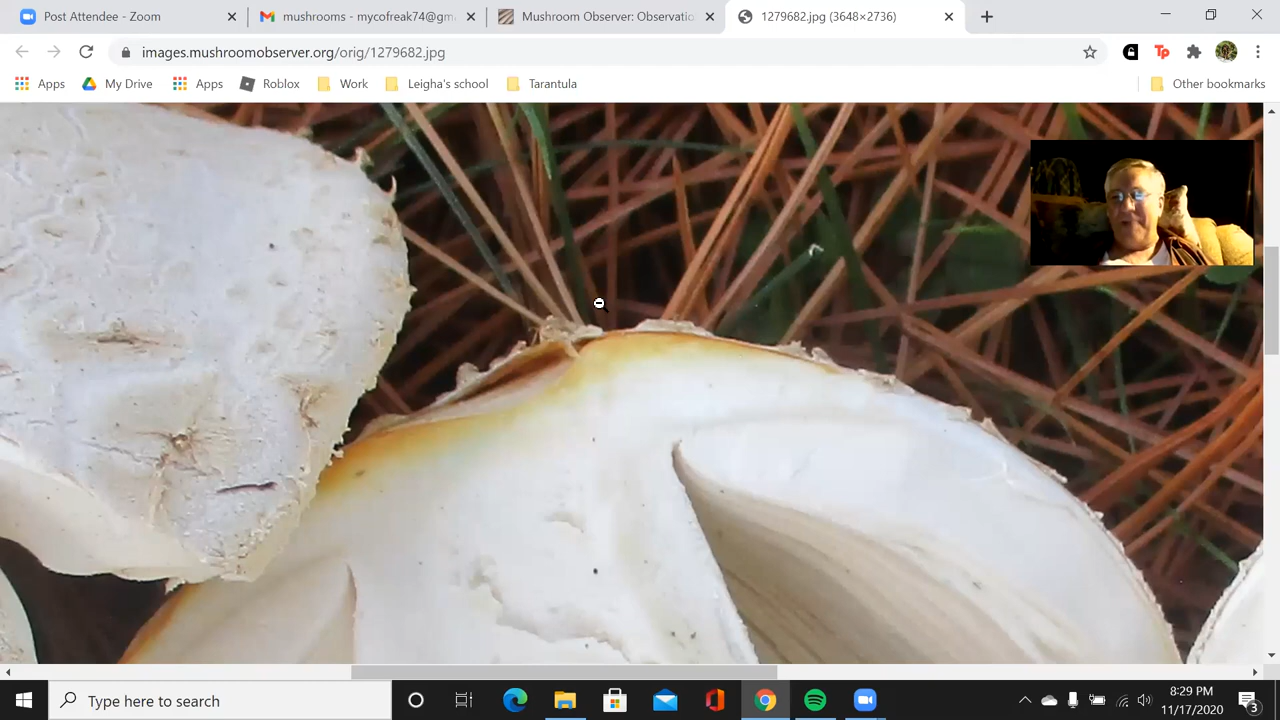 Post Attendee - Zoom
mushrooms - mycofreak74@gm
Mushroom Observer: Observatio
1279682.jpg (3648×2736)
images.mushroomobserver.org/orig/1279682.jpg
Tp
Apps
My Drive
Apps
Roblox
Work
Leigha's school
Tarantula
Other bookmarks
Type here to search
8:29 PM
11/17/2020
3